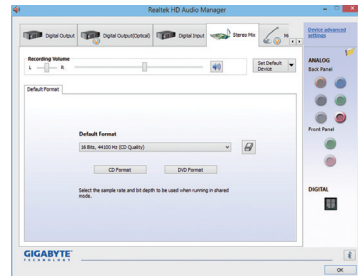 Realtek HD Audio Manager
Digital Output
Digital Output(Optical)
Digital Input
Stereo Mix
Device advanced settings
Recording Volume
L
R
Set Default
Device
ANALOG
Back Panel
Default Format
Default Format
16 Bits, 44100 Hz (CD Quality)
CD Format
DVD Format
Front Panel
Select the sample rate and bit depth to be used when running in shared
mode.
DIGITAL
GIGABYTE
TECHNOLOGY
OK